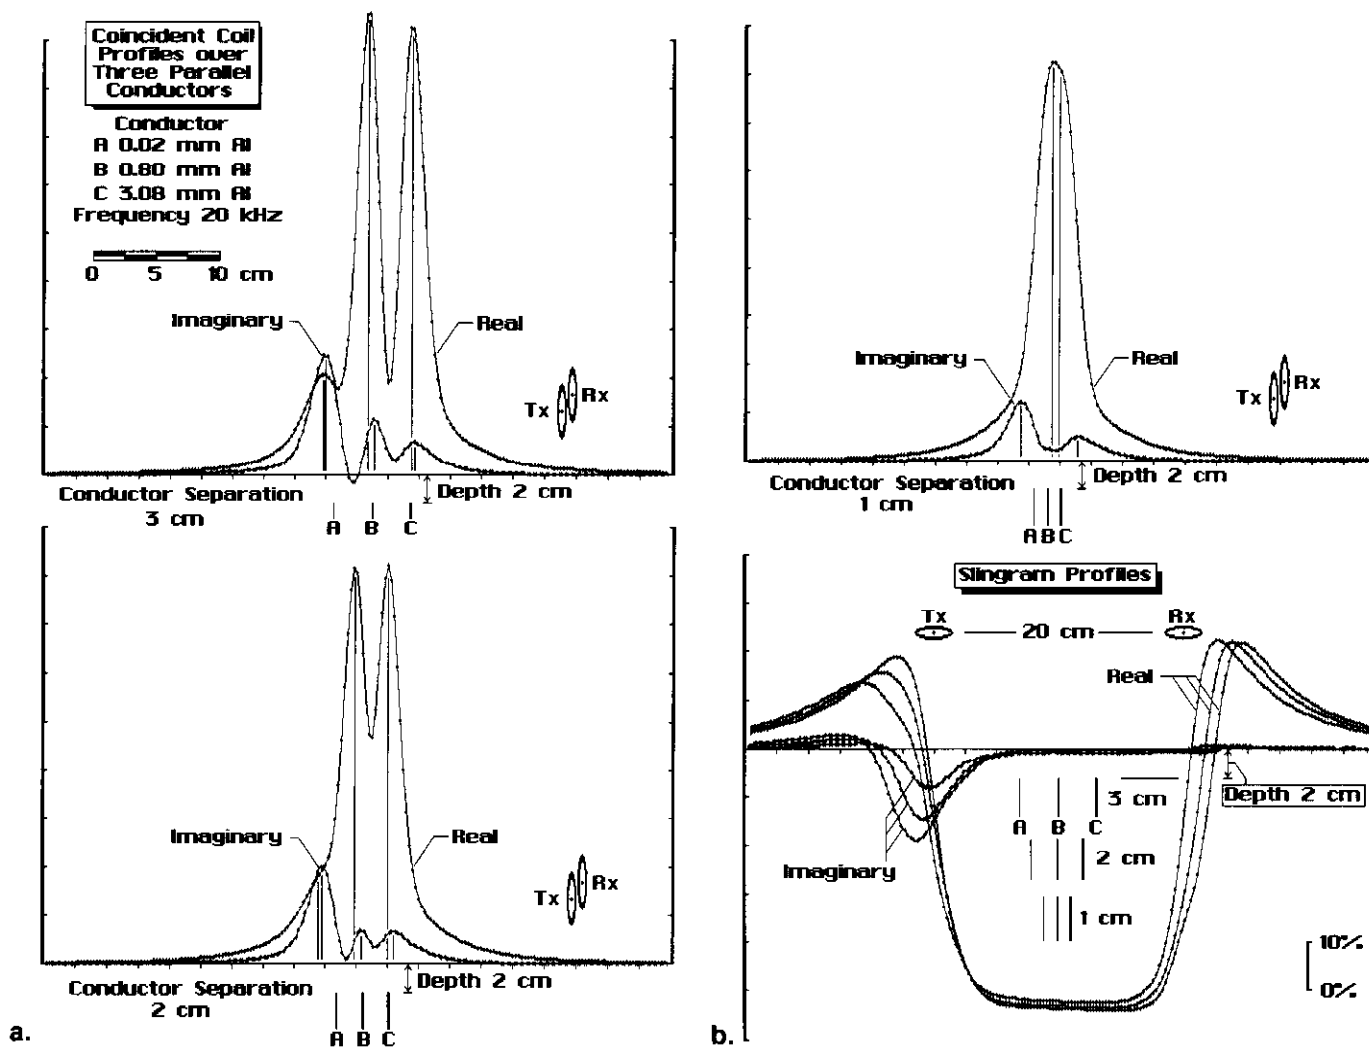 Coincident Coil
Profiles over
Three Parallel
Conductors
Conductor
A 0.02 mm Al
B 0.80 mm Al
C 3.08 mm Al
Frequency 20 kHz
0 5 10 cm
Imaginary
Real
Tx
Rx
Conductor Separation
3 cm
Depth 2 cm
A B C
Imaginary
Real
Tx
Rx
Conductor Separation
2 cm
Depth 2 cm
A B C
a.
Imaginary
Real
Tx
Rx
Conductor Separation
1 cm
Depth 2 cm
A B C
Slingram Profiles
Tx
20 cm
Rx
Real
Depth 2 cm
3 cm
A B C
2 cm
Imaginary
1 cm
10%
0%
b.